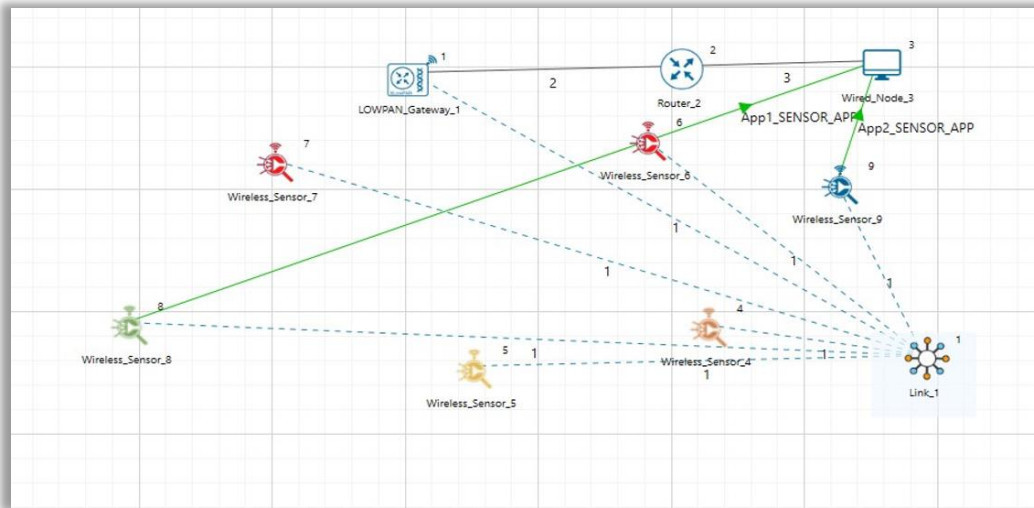 1
2
3
LOWPAN_Gateway_1
2
Router_2
3
Wired_Node_3
App1_SENSOR_APP
App2_SENSOR_APP
6
Wireless_Sensor_6
7
Wireless_Sensor_7
9
Wireless_Sensor_9
1
1
1
1
8
Wireless_Sensor_8
4
Wireless_Sensor_4
5
1
1
1
Wireless_Sensor_5
1
Link_1